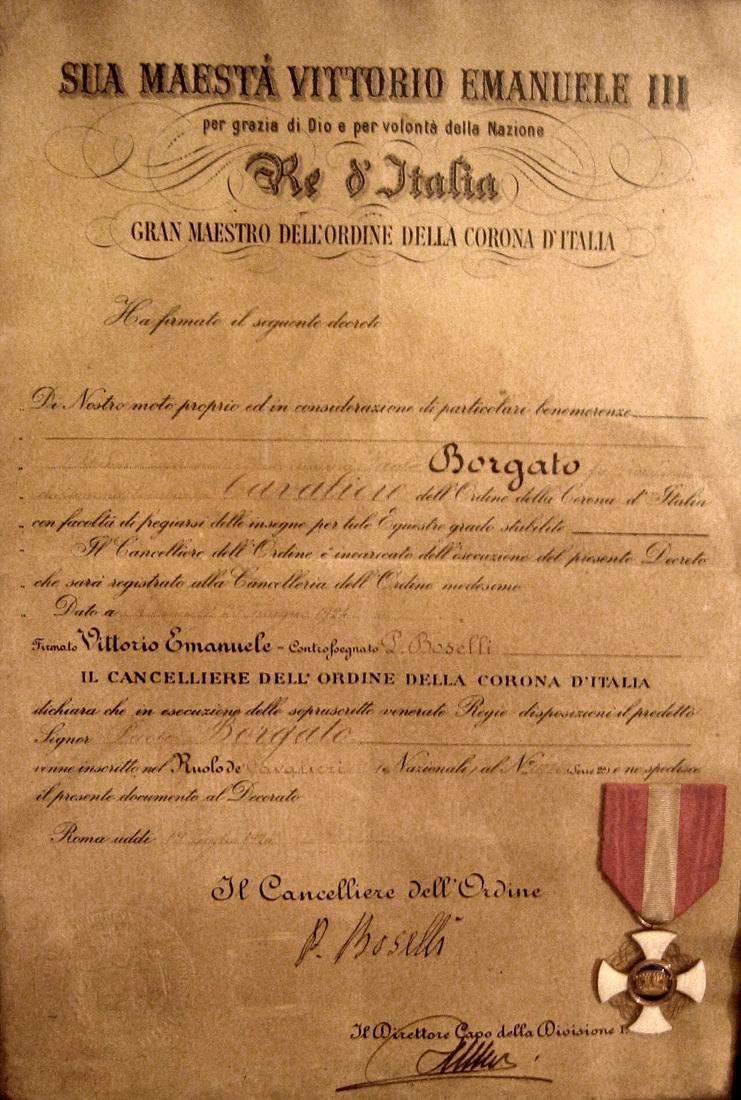 SUA MAESTÁ VITTORIO EMANUELE III
per grazia di Dio e per volontà della Nazione
Re d'Italia
GRAN MAESTRO DELL'ORDINE DELLA CORONA D'ITALIA
Ha firmato il seguente decreto
Di Nostro moto proprio ed in considerazione di particolari benemerenze
Borgato
Cavaliere dell'Ordine della Corona d'Italia
con facoltà di fregiarsi delle insegne per tale Equestre grado stabilite
Il Cancelliere dell'Ordine è incaricato dell'esecuzione del presente Decreto
che sarà registrato alla Cancelleria dell'Ordine medesimo
Dato a
Firmato Vittorio Emanuele - Controssegnato P. Boselli
IL CANCELLIERE DELL' ORDINE DELLA CORONA D'ITALIA
dichiara che in esecuzione delle soprascritte venerate Regie disposizioni il predetto
Signor Borgato
venne inscritto nel Ruolo de Cavalieri (Nazionali) al N. (Serie 2a) e ne spedisce
il presente documento al Decorato
Roma addì
Il Cancelliere dell'Ordine
P. Boselli
Il Direttore Capo della Divisione